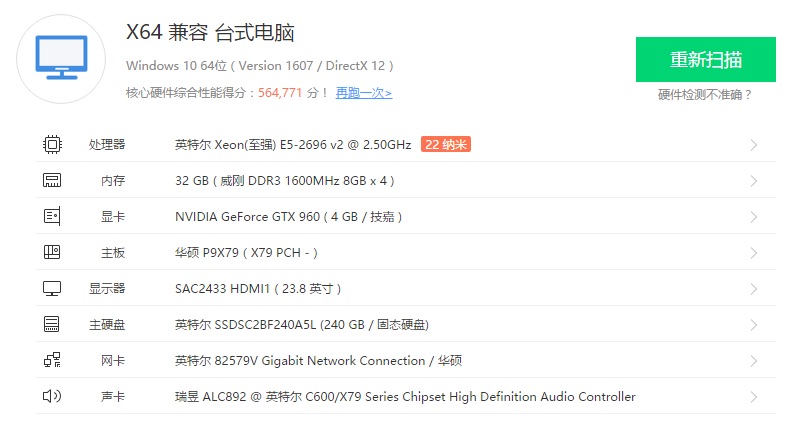 X64 兼容 台式电脑
Windows 10 64位 ( Version 1607 / DirectX 12 )
重新扫描
核心硬件综合性能得分：564,771 分！ 再跑一次>
硬件检测不准确？
处理器 英特尔 Xeon(至强) E5-2696 v2 @ 2.50GHz 22 纳米
内存 32 GB ( 威刚 DDR3 1600MHz 8GB x 4 )
显卡 NVIDIA GeForce GTX 960 ( 4 GB / 技嘉 )
主板 华硕 P9X79 ( X79 PCH - )
显示器 SAC2433 HDMI1 ( 23.8 英寸 )
主硬盘 英特尔 SSDSC2BF240A5L (240 GB / 固态硬盘)
网卡 英特尔 82579V Gigabit Network Connection / 华硕
声卡 瑞昱 ALC892 @ 英特尔 C600/X79 Series Chipset High Definition Audio Controller